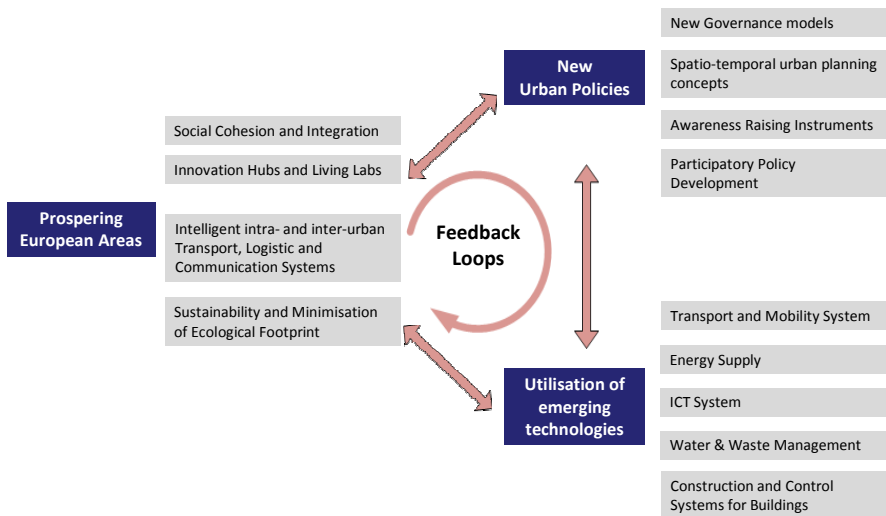 Prospering
European Areas
Social Cohesion and Integration
Innovation Hubs and Living Labs
Intelligent intra- and inter-urban
Transport, Logistic and
Communication Systems
Sustainability and Minimisation
of Ecological Footprint
Feedback
Loops
New
Urban Policies
New Governance models
Spatio-temporal urban planning
concepts
Awareness Raising Instruments
Participatory Policy
Development
Utilisation of
emerging
technologies
Transport and Mobility System
Energy Supply
ICT System
Water & Waste Management
Construction and Control
Systems for Buildings